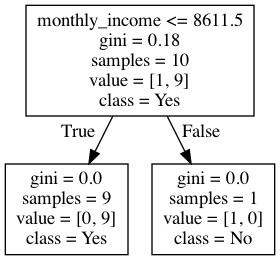 monthly_income <= 8611.5
gini = 0.18
samples = 10
value = [1, 9]
class = Yes
True
False
gini = 0.0
samples = 9
value = [0, 9]
class = Yes
gini = 0.0
samples = 1
value = [1, 0]
class = No